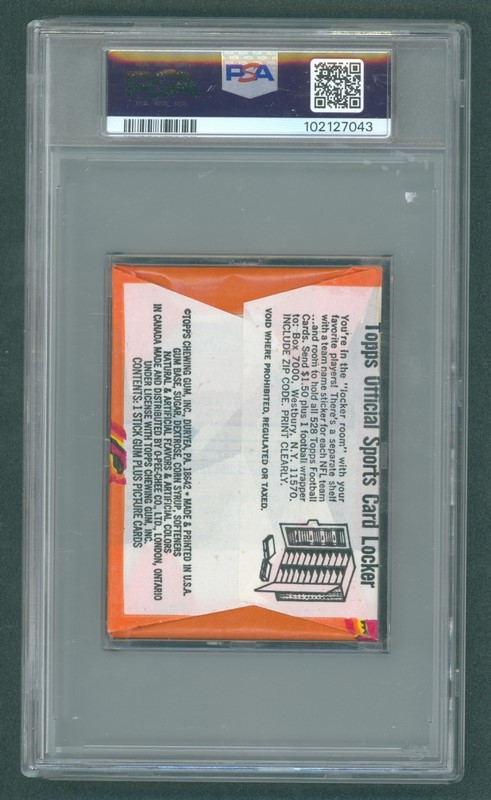 PSA
102127043
Topps Official Sports Card Locker
You're in the "locker room" with your
favorite players! There's a separate shelf
with a team name sticker for each NFL team
...and room to hold all 528 Topps Football
Cards. Send $1.50 plus 1 football wrapper
to: Box 7000, Westbury, N.Y. 11570.
INCLUDE ZIP CODE. PRINT CLEARLY.
VOID WHERE PROHIBITED, REGULATED OR TAXED.
©TOPPS CHEWING GUM, INC., DURYEA, PA. 18642 • MADE & PRINTED IN U.S.A.
GUM BASE, SUGAR, DEXTROSE, CORN SYRUP, SOFTENERS
NATURAL & ARTIFICIAL FLAVORS & ARTIFICIAL COLORS
IN CANADA MADE AND DISTRIBUTED BY O-PEE-CHEE CO., LTD., LONDON, ONTARIO
UNDER LICENSE WITH TOPPS CHEWING GUM, INC.
CONTENTS: 1 STICK GUM PLUS PICTURE CARDS